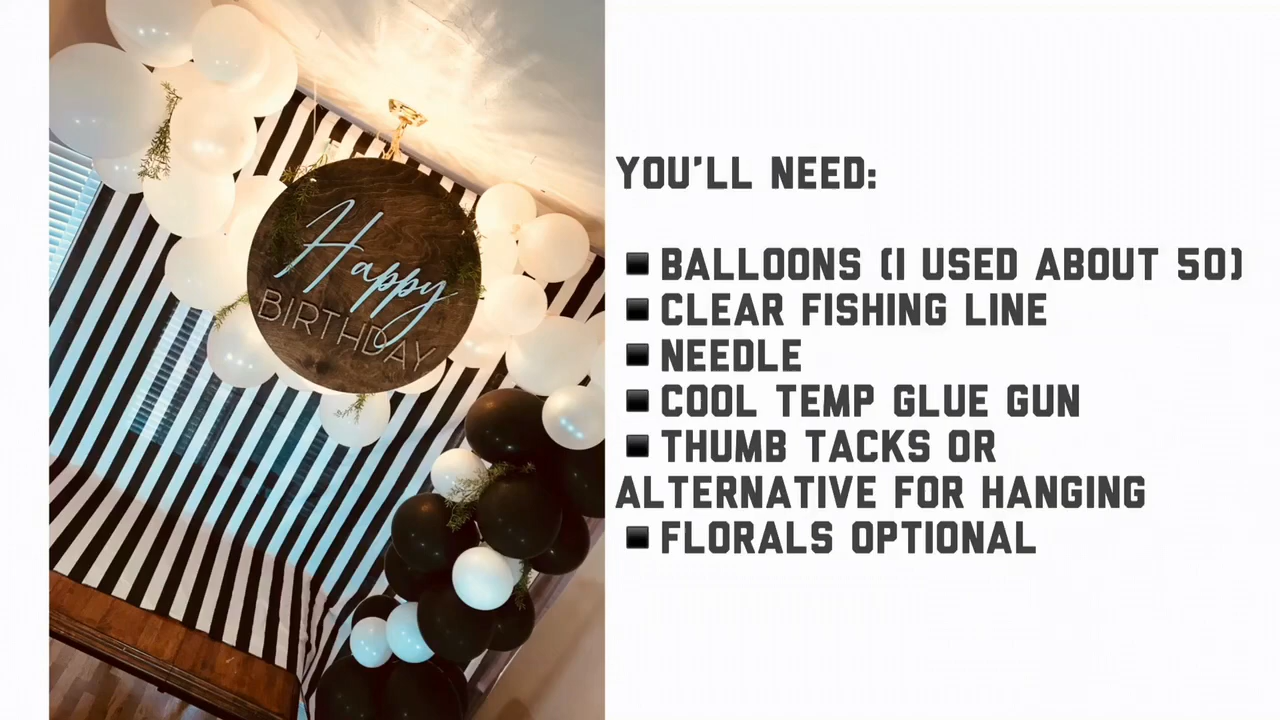 Happy
BIRTHDAY
YOU'LL NEED:
▪BALLOONS (I USED ABOUT 50)
▪CLEAR FISHING LINE
▪NEEDLE
▪COOL TEMP GLUE GUN
▪THUMB TACKS OR
ALTERNATIVE FOR HANGING
▪FLORALS OPTIONAL